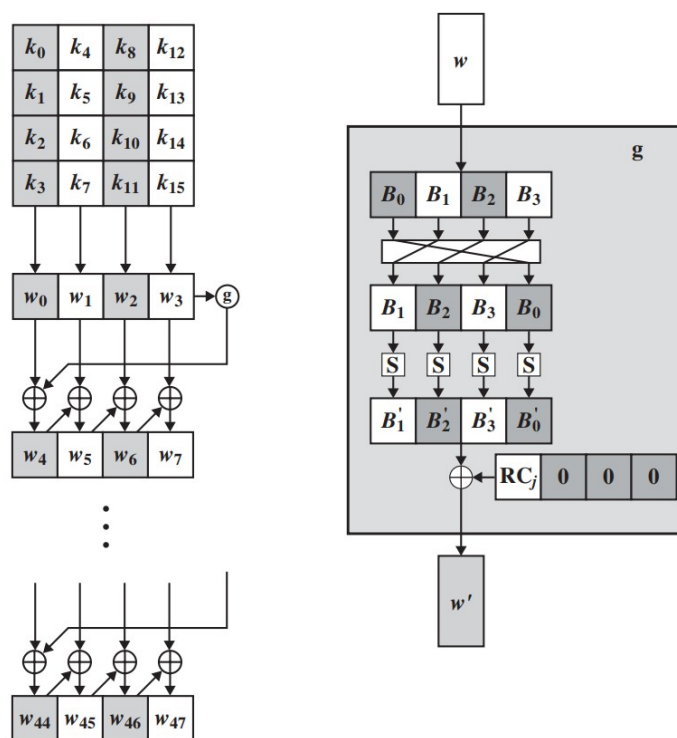 k0 k4 k8 k12
k1 k5 k9 k13
k2 k6 k10 k14
k3 k7 k11 k15
w0 w1 w2 w3 g
w4 w5 w6 w7
w44 w45 w46 w47
w
g
B0 B1 B2 B3
B1 B2 B3 B0
S S S S
B'1 B'2 B'3 B'0
RCj 0 0 0
w'